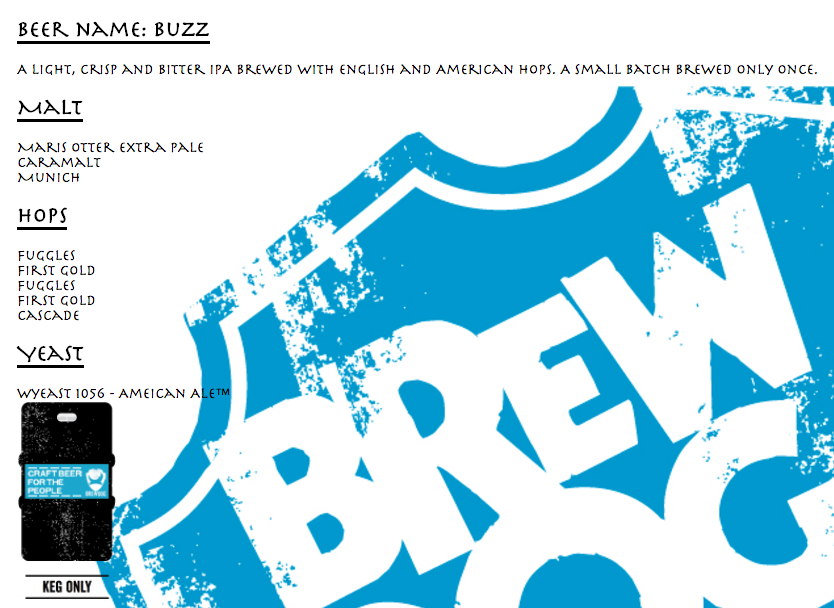 Beer Name: Buzz
A light, crisp and bitter IPA brewed with English and American hops. A small batch brewed only once.
Malt
Maris Otter Extra Pale
Caramalt
Munich
Hops
Fuggles
First Gold
Fuggles
First Gold
Cascade
Yeast
Wyeast 1056 - Ameican Ale™
CRAFT BEER
FOR THE
PEOPLE
BREWDOG
KEG ONLY
BREW
OG